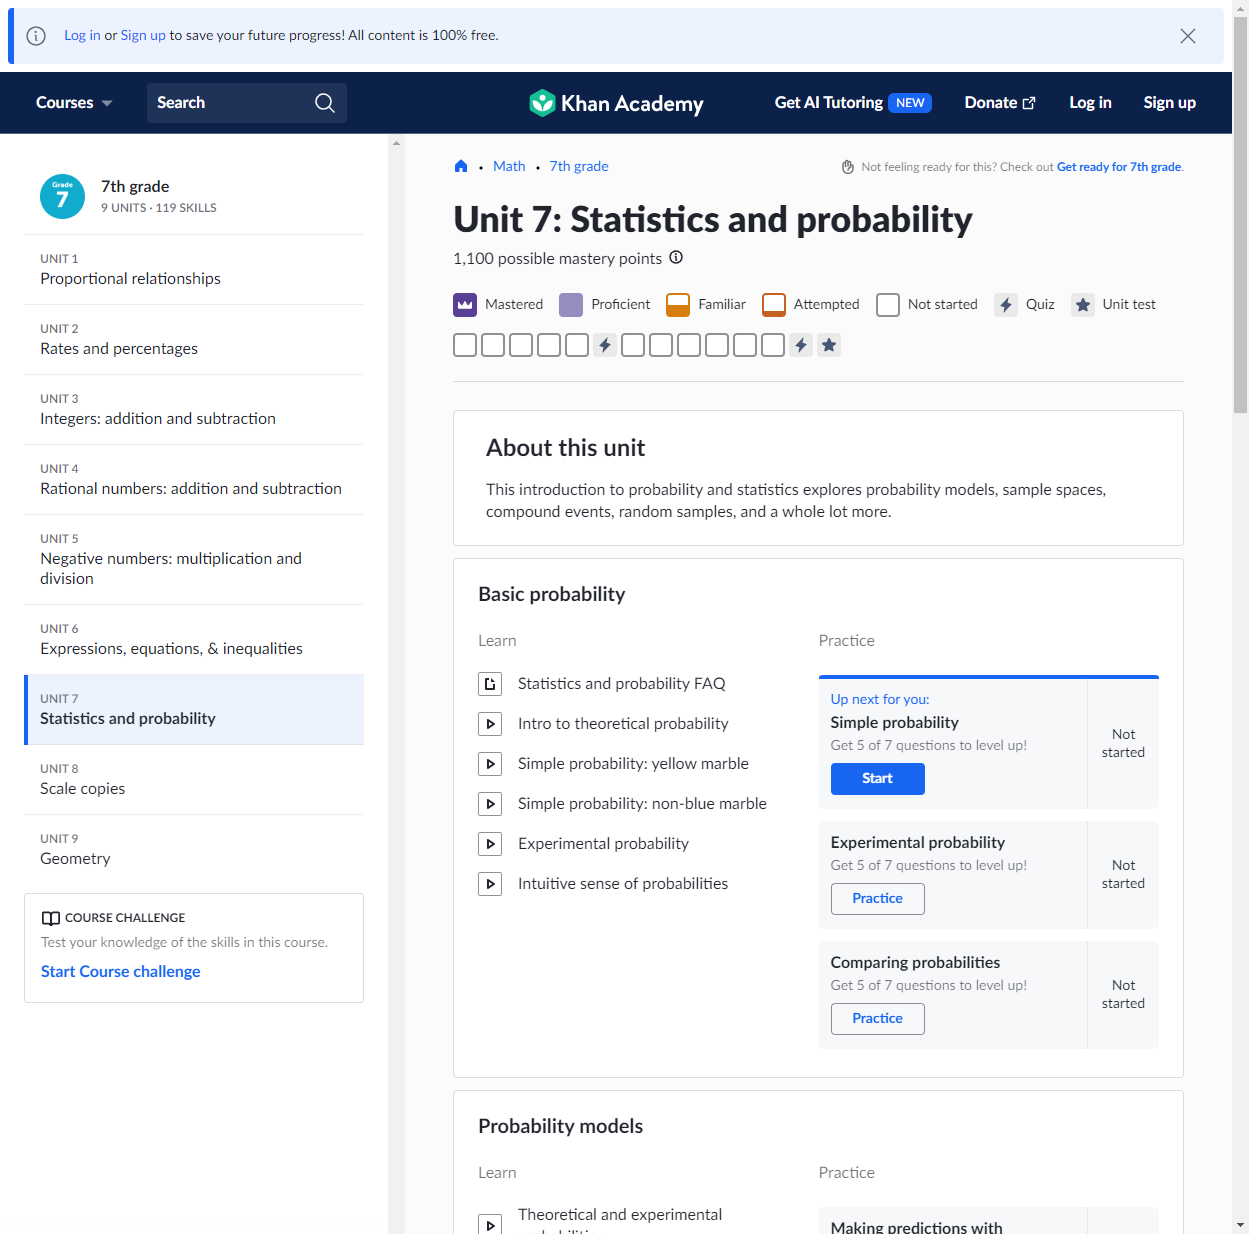 Log in or Sign up to save your future progress! All content is 100% free.
Courses
Search
Khan Academy
Get AI Tutoring NEW
Donate
Log in
Sign up
Grade
7
7th grade
9 UNITS · 119 SKILLS
UNIT 1
Proportional relationships
UNIT 2
Rates and percentages
UNIT 3
Integers: addition and subtraction
UNIT 4
Rational numbers: addition and subtraction
UNIT 5
Negative numbers: multiplication and
division
UNIT 6
Expressions, equations, & inequalities
UNIT 7
Statistics and probability
UNIT 8
Scale copies
UNIT 9
Geometry
COURSE CHALLENGE
Test your knowledge of the skills in this course.
Start Course challenge
Math • 7th grade
Not feeling ready for this? Check out Get ready for 7th grade.
Unit 7: Statistics and probability
1,100 possible mastery points
Mastered
Proficient
Familiar
Attempted
Not started
Quiz
Unit test
About this unit
This introduction to probability and statistics explores probability models, sample spaces,
compound events, random samples, and a whole lot more.
Basic probability
Learn
Statistics and probability FAQ
Intro to theoretical probability
Simple probability: yellow marble
Simple probability: non-blue marble
Experimental probability
Intuitive sense of probabilities
Practice
Up next for you:
Simple probability
Get 5 of 7 questions to level up!
Start
Not
started
Experimental probability
Get 5 of 7 questions to level up!
Practice
Not
started
Comparing probabilities
Get 5 of 7 questions to level up!
Practice
Not
started
Probability models
Learn
Theoretical and experimental
Practice
Making predictions with